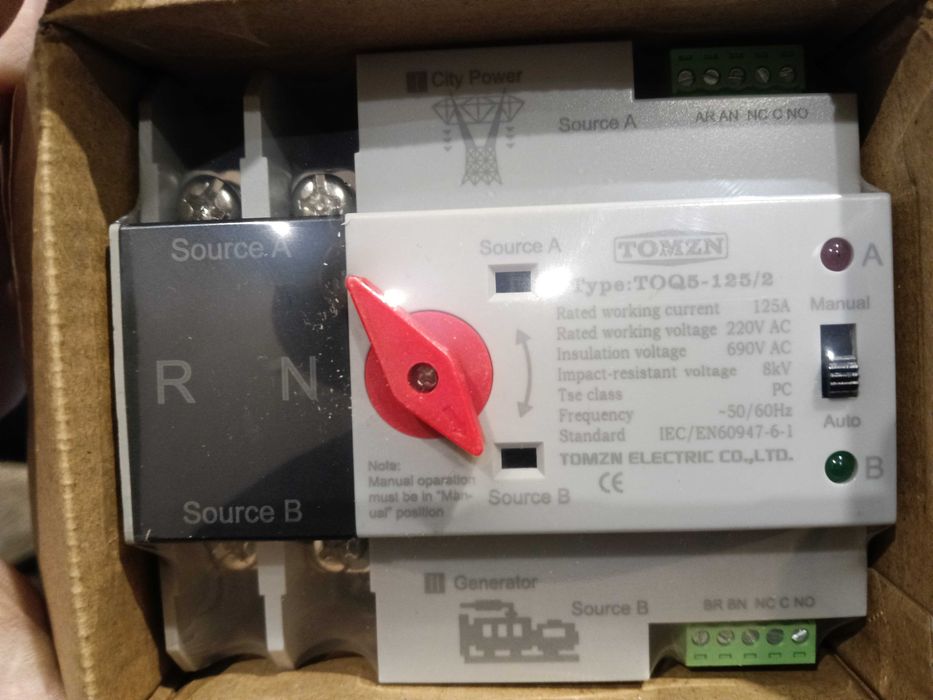 I City Power
Source A
AR AN NC C NO
Source A
R N
Source B
Source A
TOMZN
Type:TOQ5-125/2
Rated working current 125A
Rated working voltage 220V AC
Insulation voltage 690V AC
Impact-resistant voltage 8kV
Tse class PC
Frequency ~50/60Hz
Standard IEC/EN60947-6-1
TOMZN ELECTRIC CO.,LTD.
CE
A
Manual
Auto
B
Note:
Manual oparation
must be in "Man-
ual" position
Source B
II Generator
Source B
BR BN NC C NO